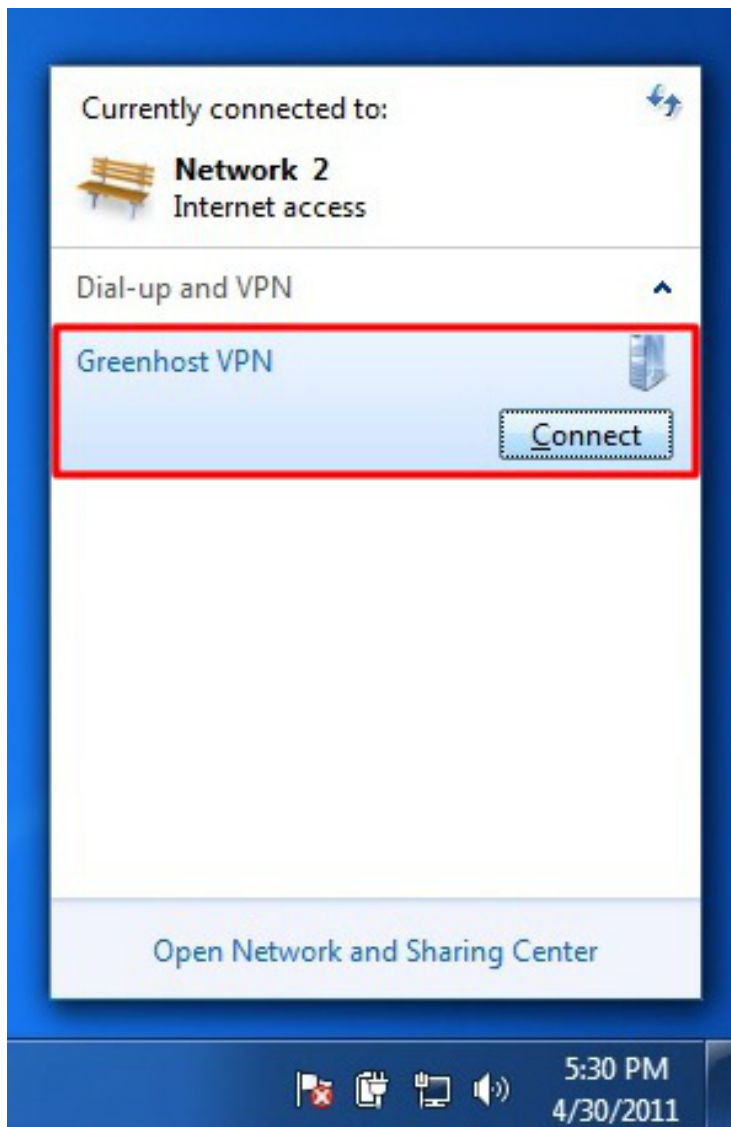 Currently connected to:
Network 2
Internet access
Dial-up and VPN
Greenhost VPN
Connect
Open Network and Sharing Center
5:30 PM
4/30/2011